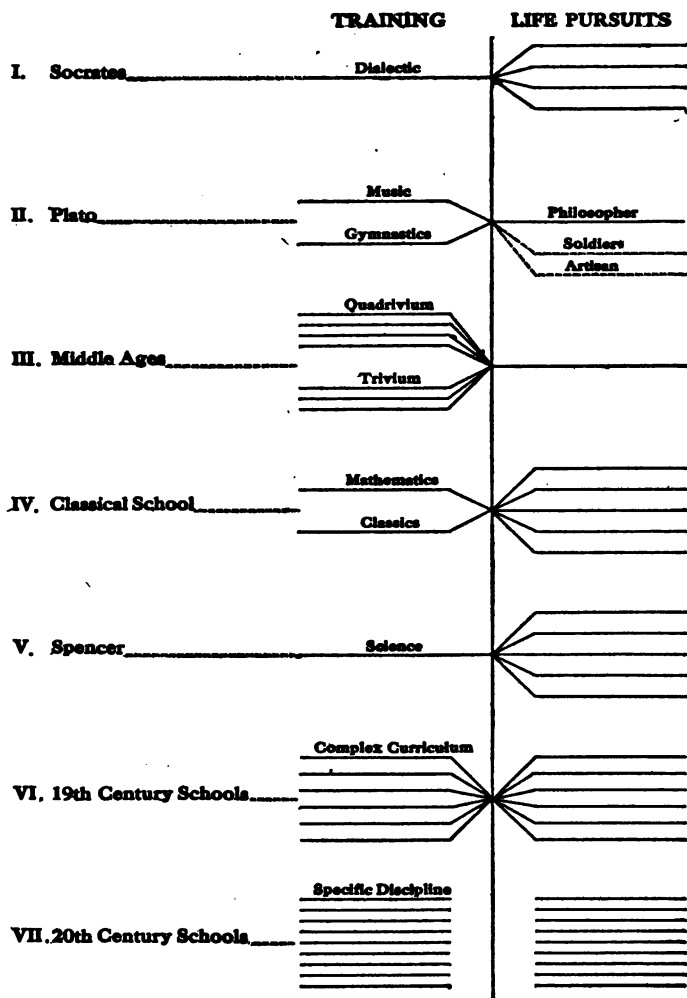 TRAINING LIFE PURSUITS
I. Socrates Dialectic
Music
II. Plato Philosopher
Gymnastics Soldiers
Artisan
Quadrivium
III. Middle Ages
Trivium
Mathematics
IV. Classical School
Classics
V. Spencer Science
Complex Curriculum
VI. 19th Century Schools
Specific Discipline
VII. 20th Century Schools